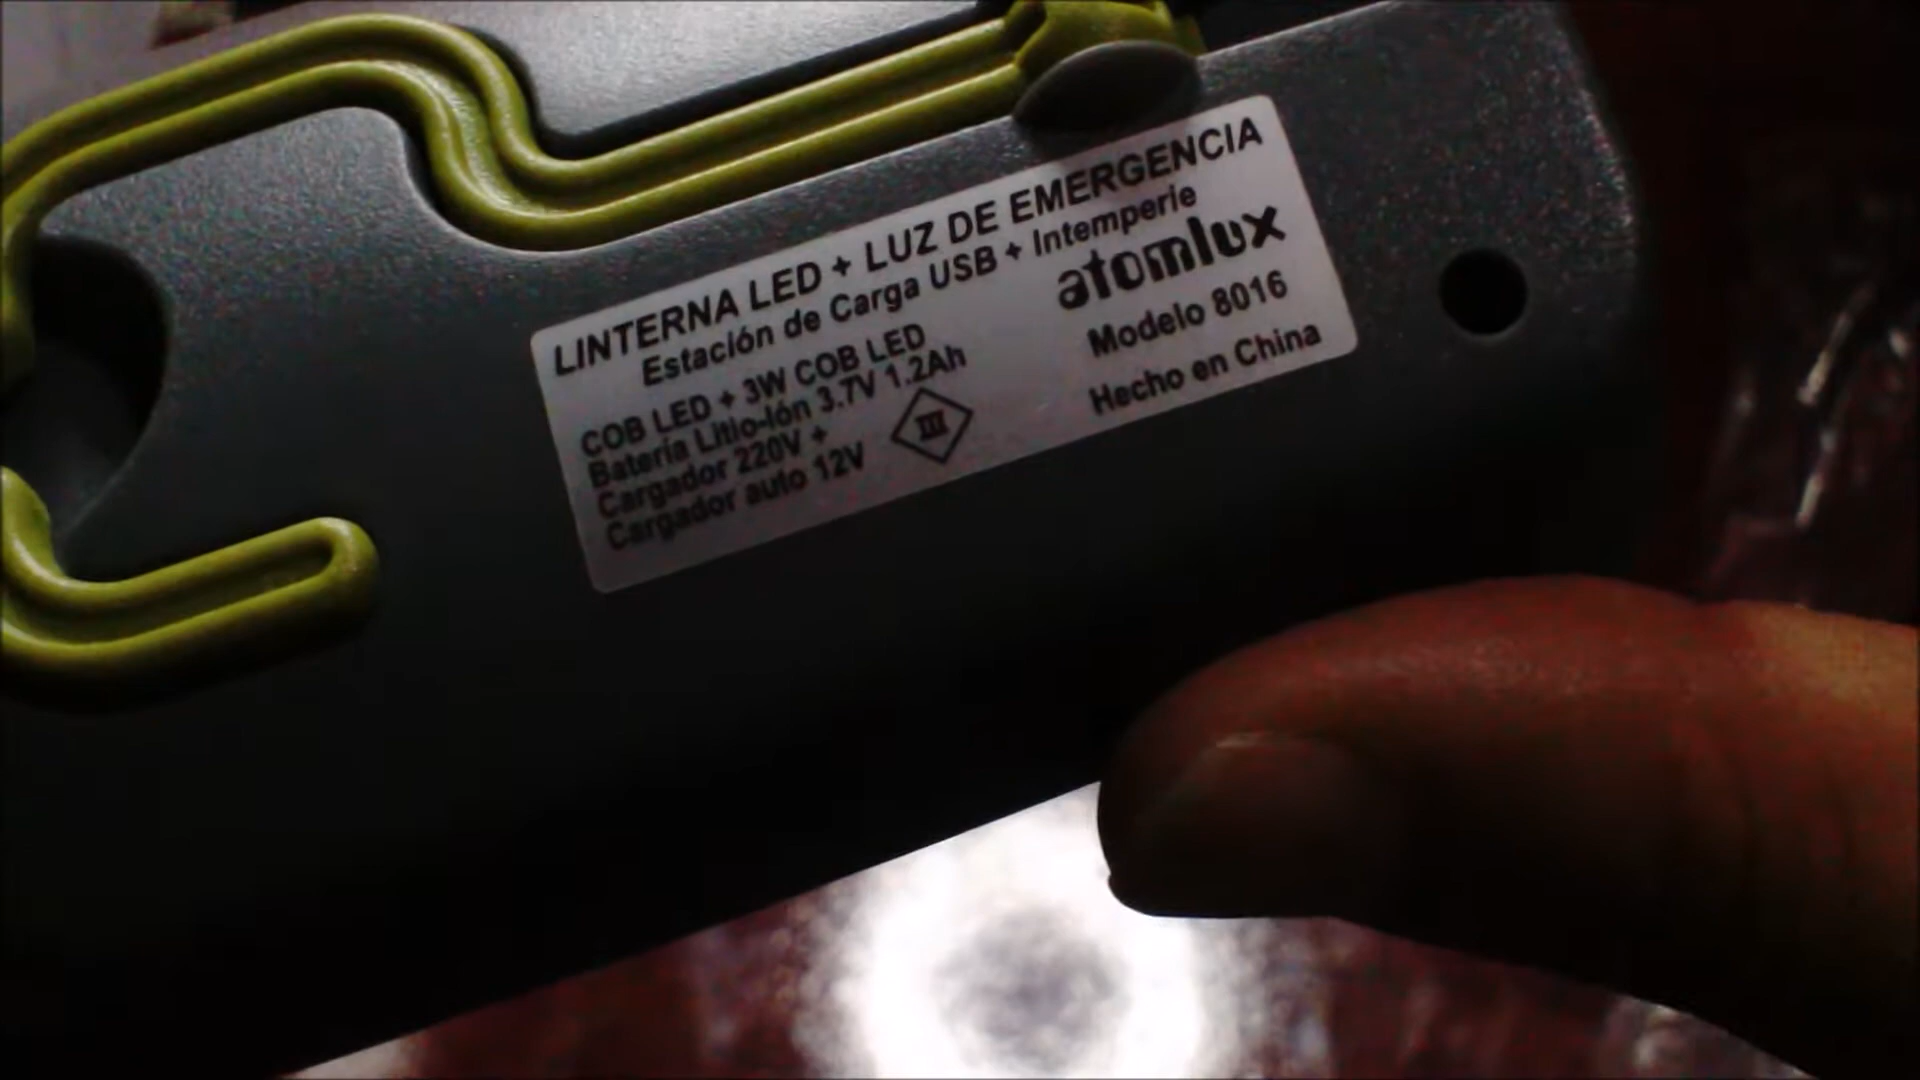 LINTERNA LED + LUZ DE EMERGENCIA
Estación de Carga USB + Intemperie
COB LED + 3W COB LED
Batería Litio-Ión 3.7V 1.2Ah
Cargador 220V +
Cargador auto 12V
III
atomlux
Modelo 8016
Hecho en China